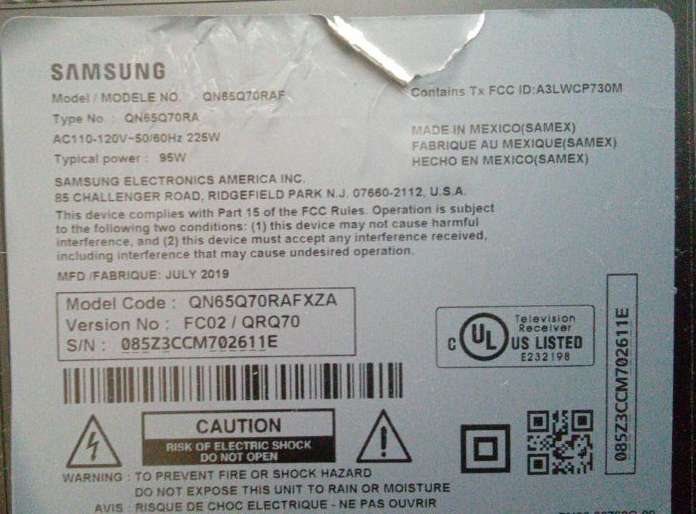 SAMSUNG
Model / MODELE NO. QN65Q70RAF
Type No : QN65Q70RA
AC110-120V~50/60Hz 225W
Typical power : 95W
Contains Tx FCC ID:A3LWCP730M
MADE IN MEXICO(SAMEX)
FABRIQUE AU MEXIQUE(SAMEX)
HECHO EN MEXICO(SAMEX)
SAMSUNG ELECTRONICS AMERICA INC.
85 CHALLENGER ROAD, RIDGEFIELD PARK N.J. 07660-2112, U.S.A.
This device complies with Part 15 of the FCC Rules. Operation is subject
to the following two conditions: (1) this device may not cause harmful
interference, and (2) this device must accept any interference received,
including interference that may cause undesired operation.
MFD /FABRIQUE: JULY 2019
Model Code : QN65Q70RAFXZA
Version No : FC02 / QRQ70
S/N : 085Z3CCM702611E
C UL US LISTED
Television
Receiver
E232198
085Z3CCM702611E
CAUTION
RISK OF ELECTRIC SHOCK
DO NOT OPEN
WARNING : TO PREVENT FIRE OR SHOCK HAZARD
DO NOT EXPOSE THIS UNIT TO RAIN OR MOISTURE
AVIS : RISQUE DE CHOC ELECTRIQUE - NE PAS OUVRIR